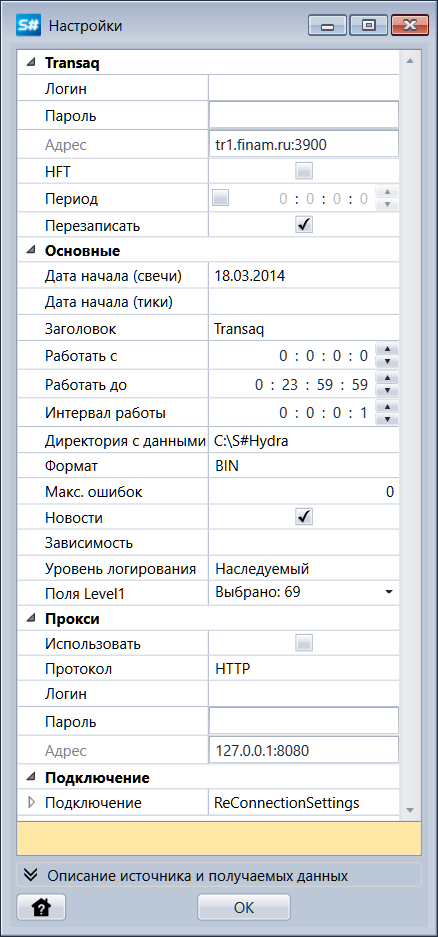 S# Настройки
Transaq
Логин
Пароль
Адрес tr1.finam.ru:3900
HFT
Период 0 : 0 : 0 : 0
Перезаписать
Основные
Дата начала (свечи) 18.03.2014
Дата начала (тики)
Заголовок Transaq
Работать с 0 : 0 : 0 : 0
Работать до 0 : 23 : 59 : 59
Интервал работы 0 : 0 : 0 : 1
Директория с данными C:\S#Hydra
Формат BIN
Макс. ошибок 0
Новости
Зависимость
Уровень логирования Наследуемый
Поля Level1 Выбрано: 69
Прокси
Использовать
Протокол HTTP
Логин
Пароль
Адрес 127.0.0.1:8080
Подключение
Подключение ReConnectionSettings
Описание источника и получаемых данных
? OK